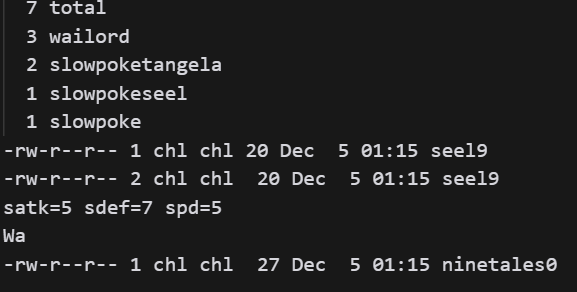 7 total
3 wailord
2 slowpoketangela
1 slowpokeseel
1 slowpoke
-rw-r--r-- 1 chl chl 20 Dec  5 01:15 seel9
-rw-r--r-- 2 chl chl  20 Dec  5 01:15 seel9
satk=5 sdef=7 spd=5
Wa
-rw-r--r-- 1 chl chl  27 Dec  5 01:15 ninetales0